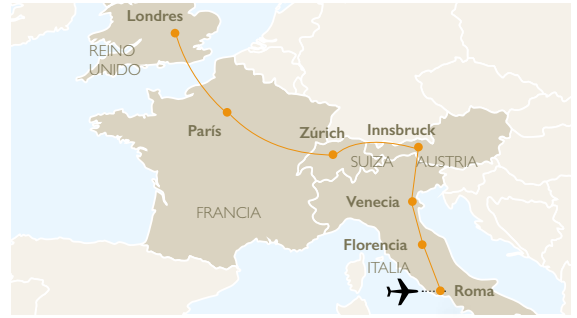 Londres
REINO
UNIDO
París
Zúrich
Innsbruck
SUIZA
AUSTRIA
Venecia
FRANCIA
Florencia
ITALIA
Roma